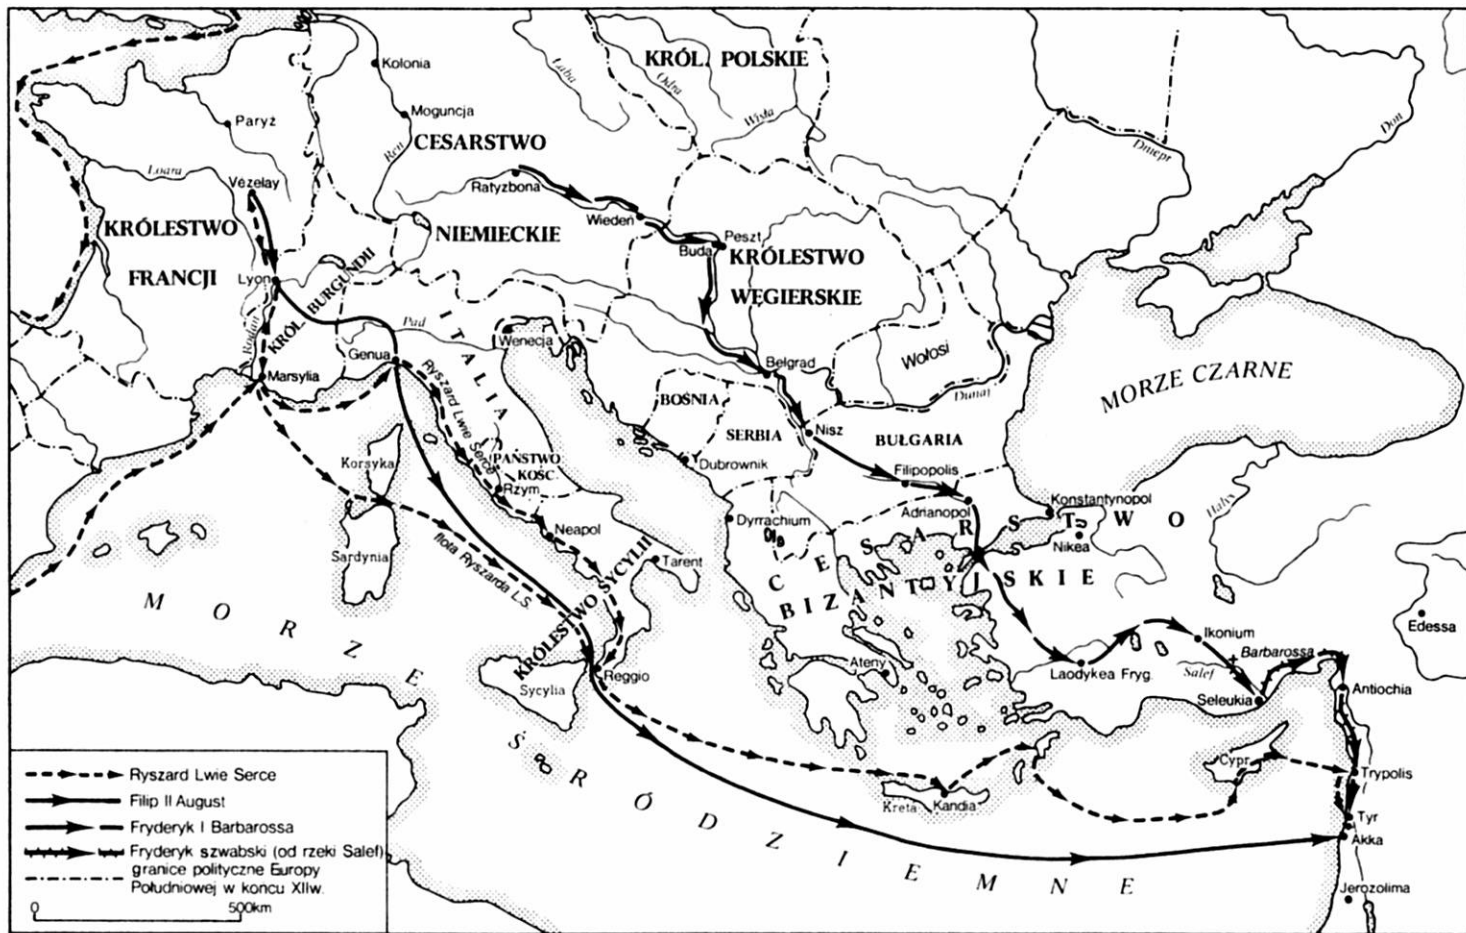 KRÓL. POLSKIE
Kolonia
Łaba
Odra
Moguncja
Paryż
Wisła
Don
CESARSTWO
Ren
Dniepr
Loara
Vezelay
Ratyzbona
Wiedeń
KRÓLESTWO
FRANCJI
NIEMIECKIE
Peszt
Buda
KRÓLESTWO
WĘGIERSKIE
Lyon
KRÓL. BURGUNDII
Rodan
Pad
ITALIA
Wenecja
Genua
Wołosi
Belgrad
Marsylia
MORZE CZARNE
Dunaj
Ryszard Lwie Serce
BOŚNIA
SERBIA
Nisz
BUŁGARIA
Korsyka
PAŃSTWO
KOŚC.
Dubrownik
Filipopolis
Rzym
Adrianopol
Konstantynopol
Halys
Dyrrachium
Neapol
Nikea
Sardynia
flota Ryszarda L.S.
Tarent
CESARSTWO
BIZANTYJSKIE
KRÓLESTWO SYCYLII
Edessa
Ikonium
Barbarossa
Ateny
Laodykea Fryg.
Salef
Reggio
Sycylia
Seleukia
Antiochia
MORZE ŚRÓDZIEMNE
Cypr
Trypolis
Kreta
Kandia
Tyr
Akka
Jerozolima
Ryszard Lwie Serce
Filip II August
Fryderyk I Barbarossa
Fryderyk szwabski (od rzeki Salef)
granice polityczne Europy
Południowej w koncu XIIw.
0 500km